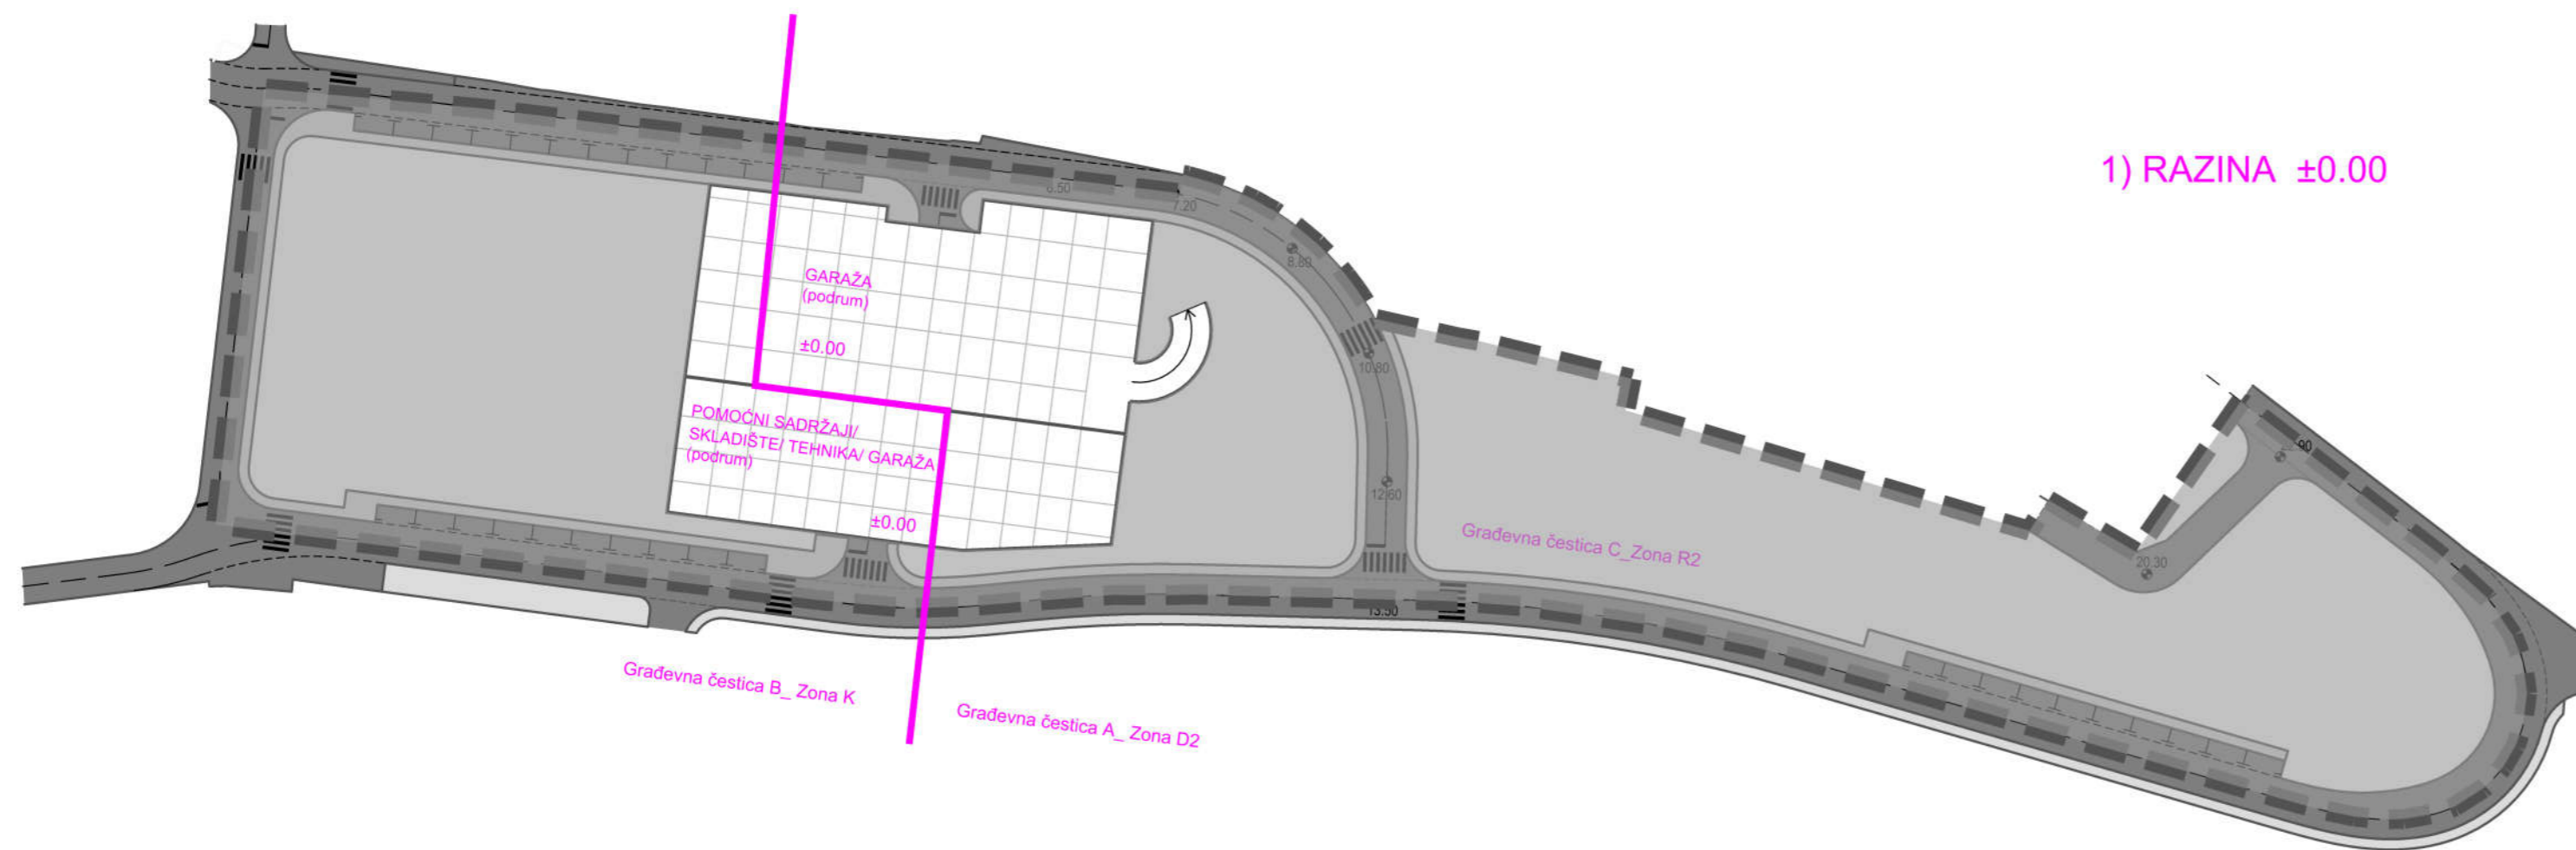 1) RAZINA ±0.00
6.50
7.20
8.80
GARAŽA
(podrum)
±0.00
10.80
POMOĆNI SADRŽAJI/
SKLADIŠTE/ TEHNIKA/ GARAŽA
(podrum)
±0.00
12.60
Građevna čestica C_Zona R2
20.30
13.50
Građevna čestica B_ Zona K
Građevna čestica A_ Zona D2